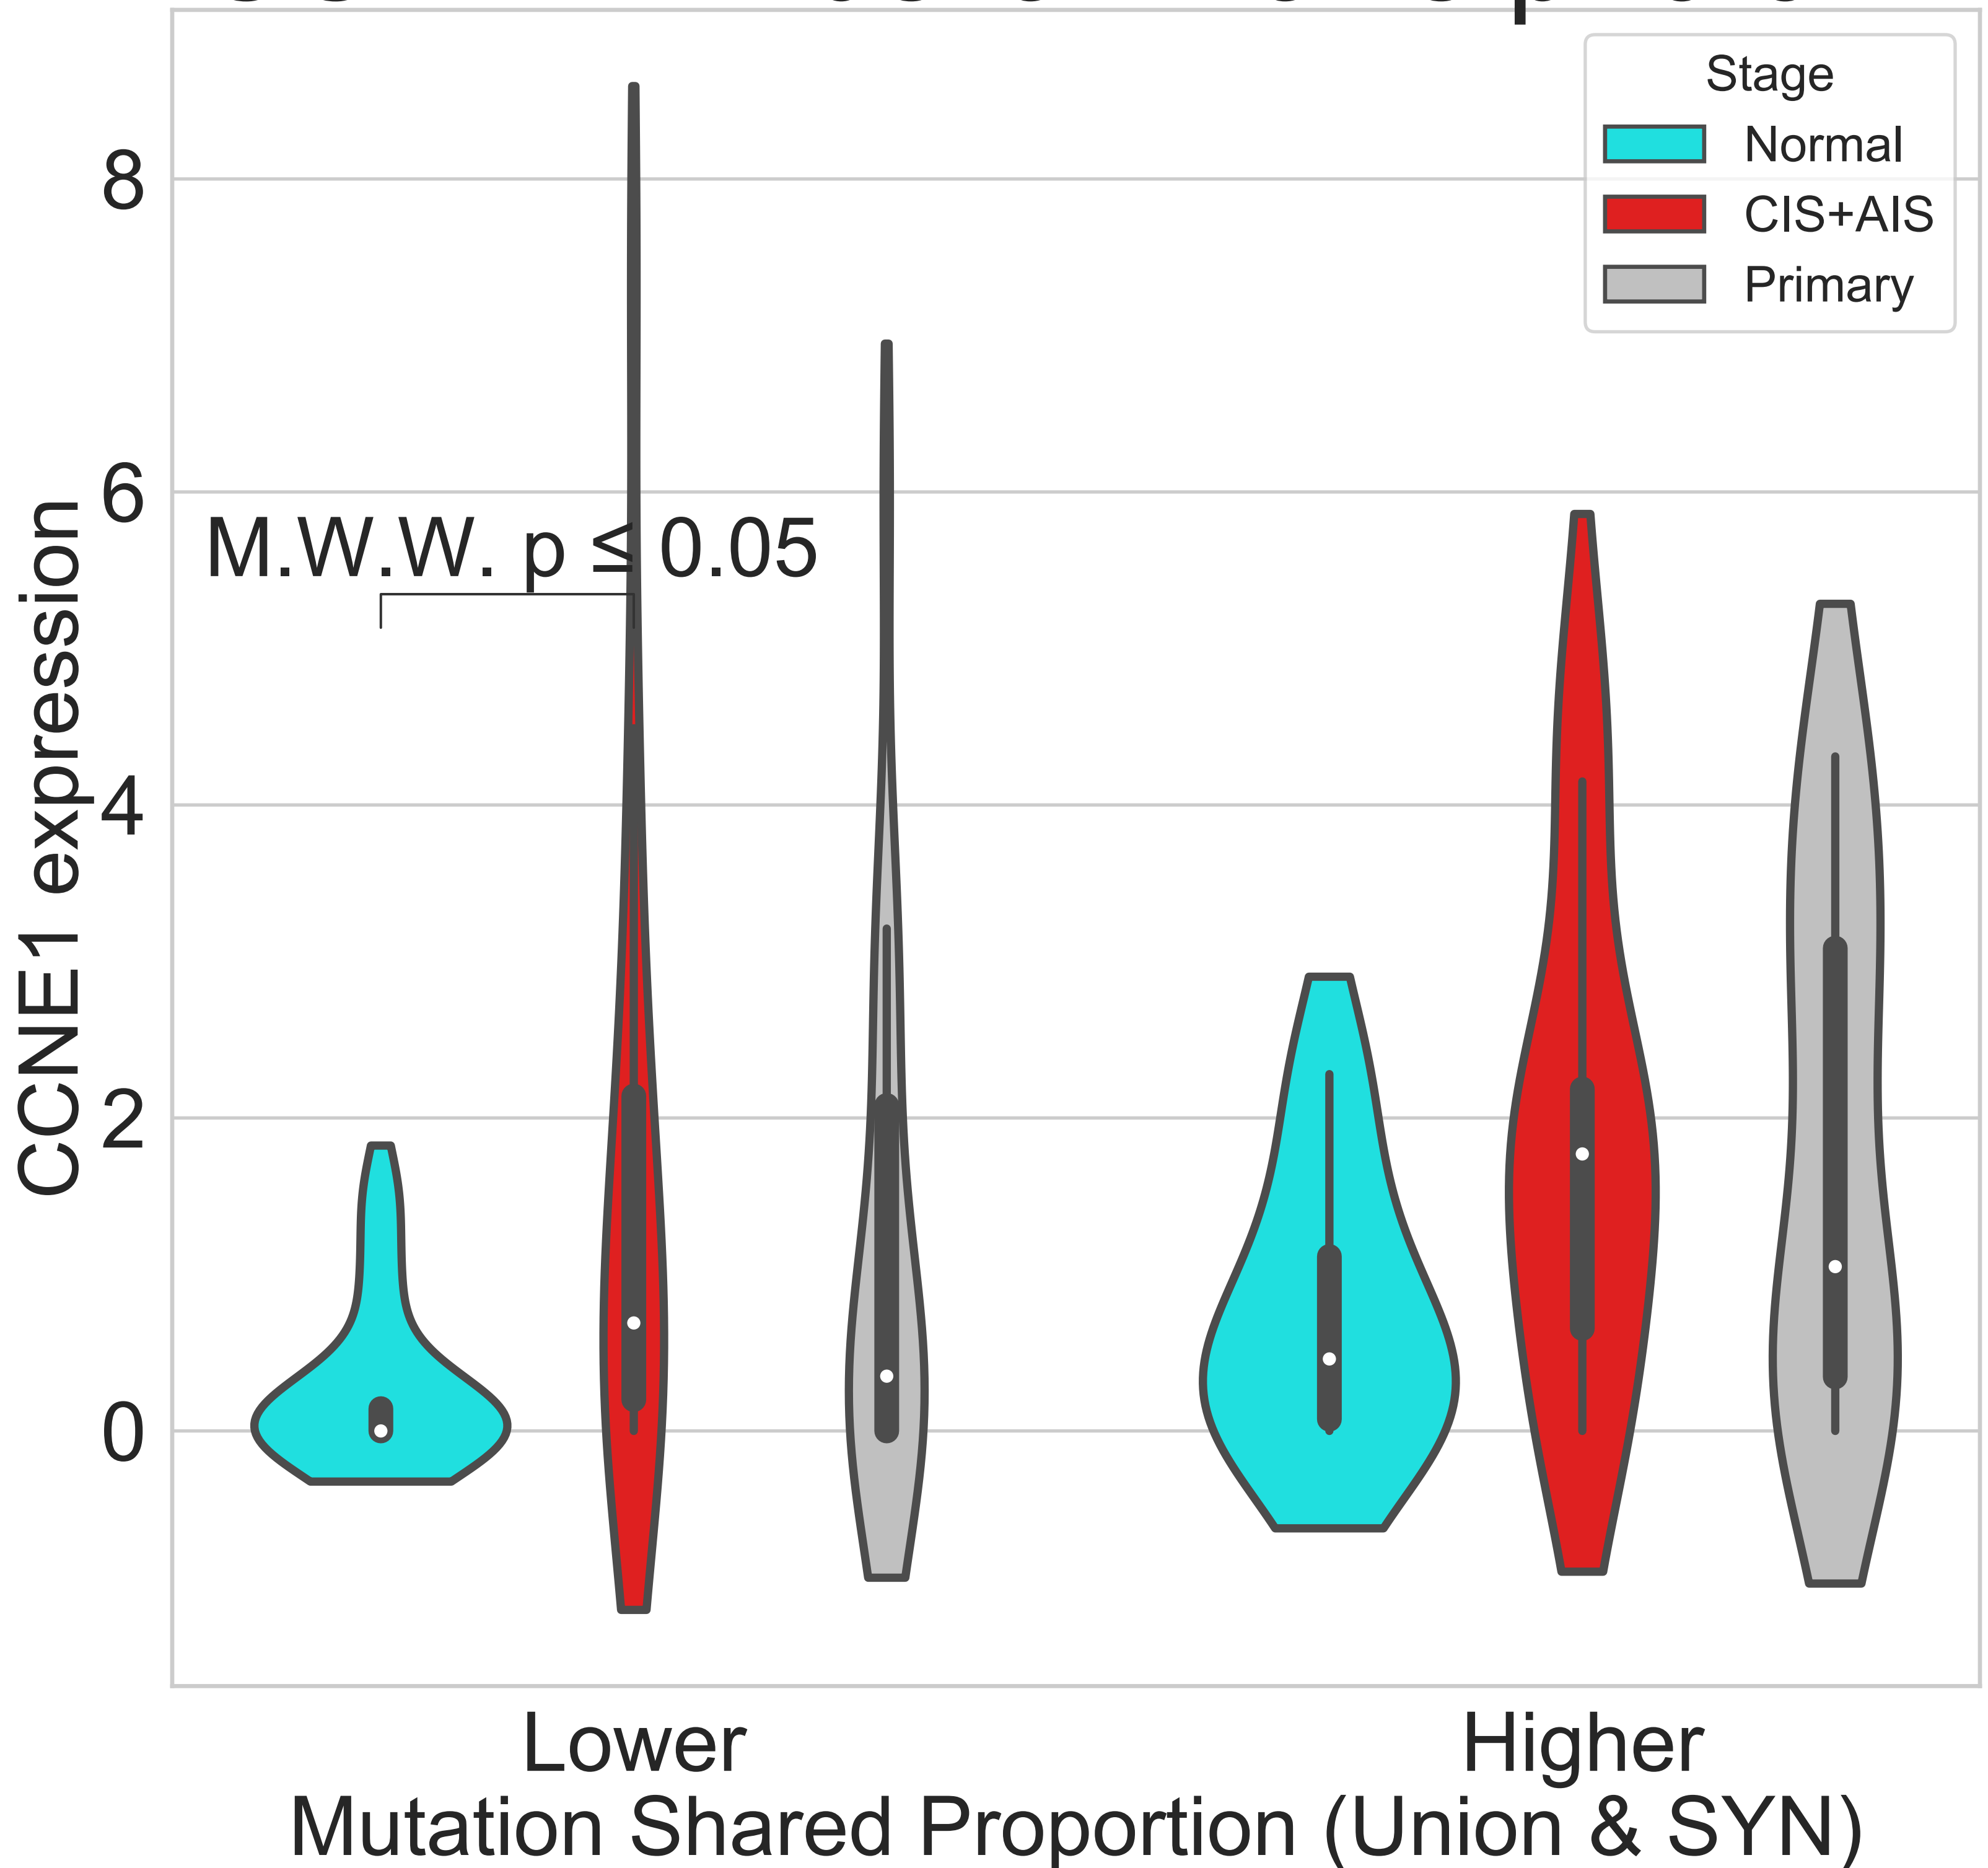 Stage
Normal
CIS+AIS
Primary
8
6
4
2
0
CCNE1 expression
M.W.W. p ≤ 0.05
Lower
Higher
Mutation Shared Proportion (Union & SYN)